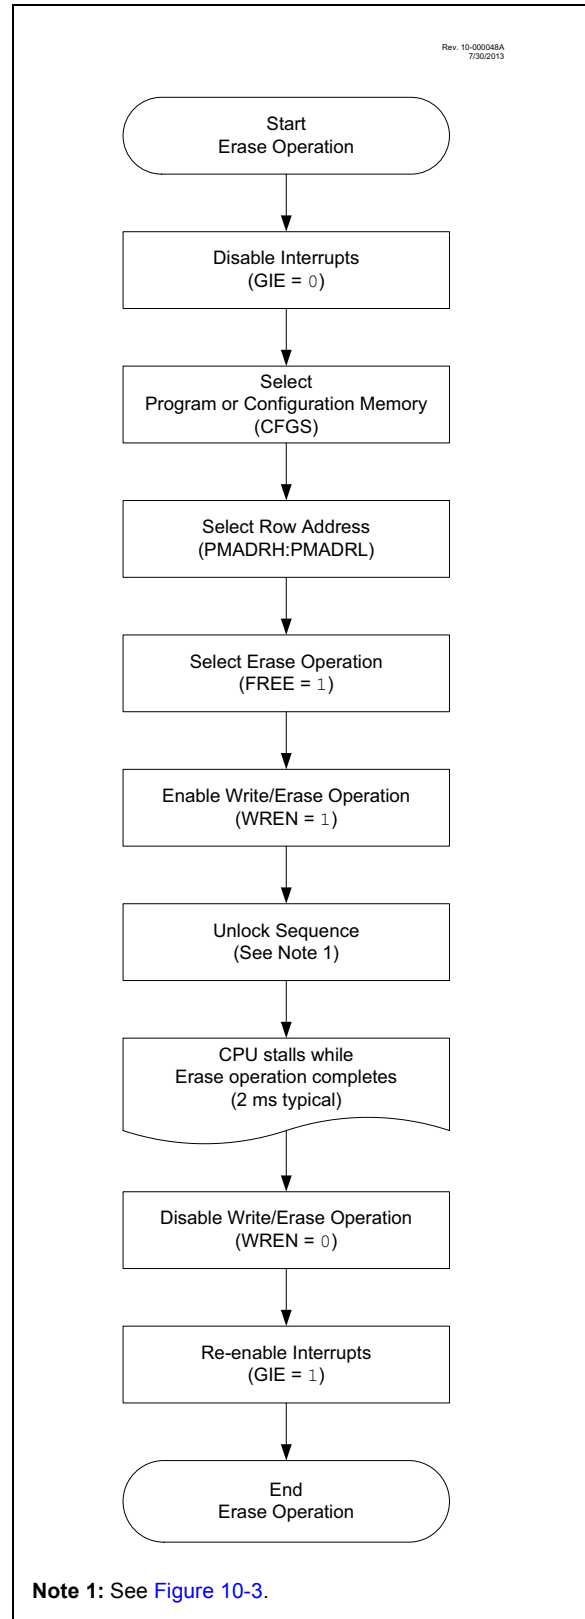 Rev. 10-000048A
7/30/2013
Start
Erase Operation
Disable Interrupts
(GIE = 0)
Select
Program or Configuration Memory
(CFGS)
Select Row Address
(PMADRH:PMADRL)
Select Erase Operation
(FREE = 1)
Enable Write/Erase Operation
(WREN = 1)
Unlock Sequence
(See Note 1)
CPU stalls while
Erase operation completes
(2 ms typical)
Disable Write/Erase Operation
(WREN = 0)
Re-enable Interrupts
(GIE = 1)
End
Erase Operation
Note 1: See Figure 10-3.